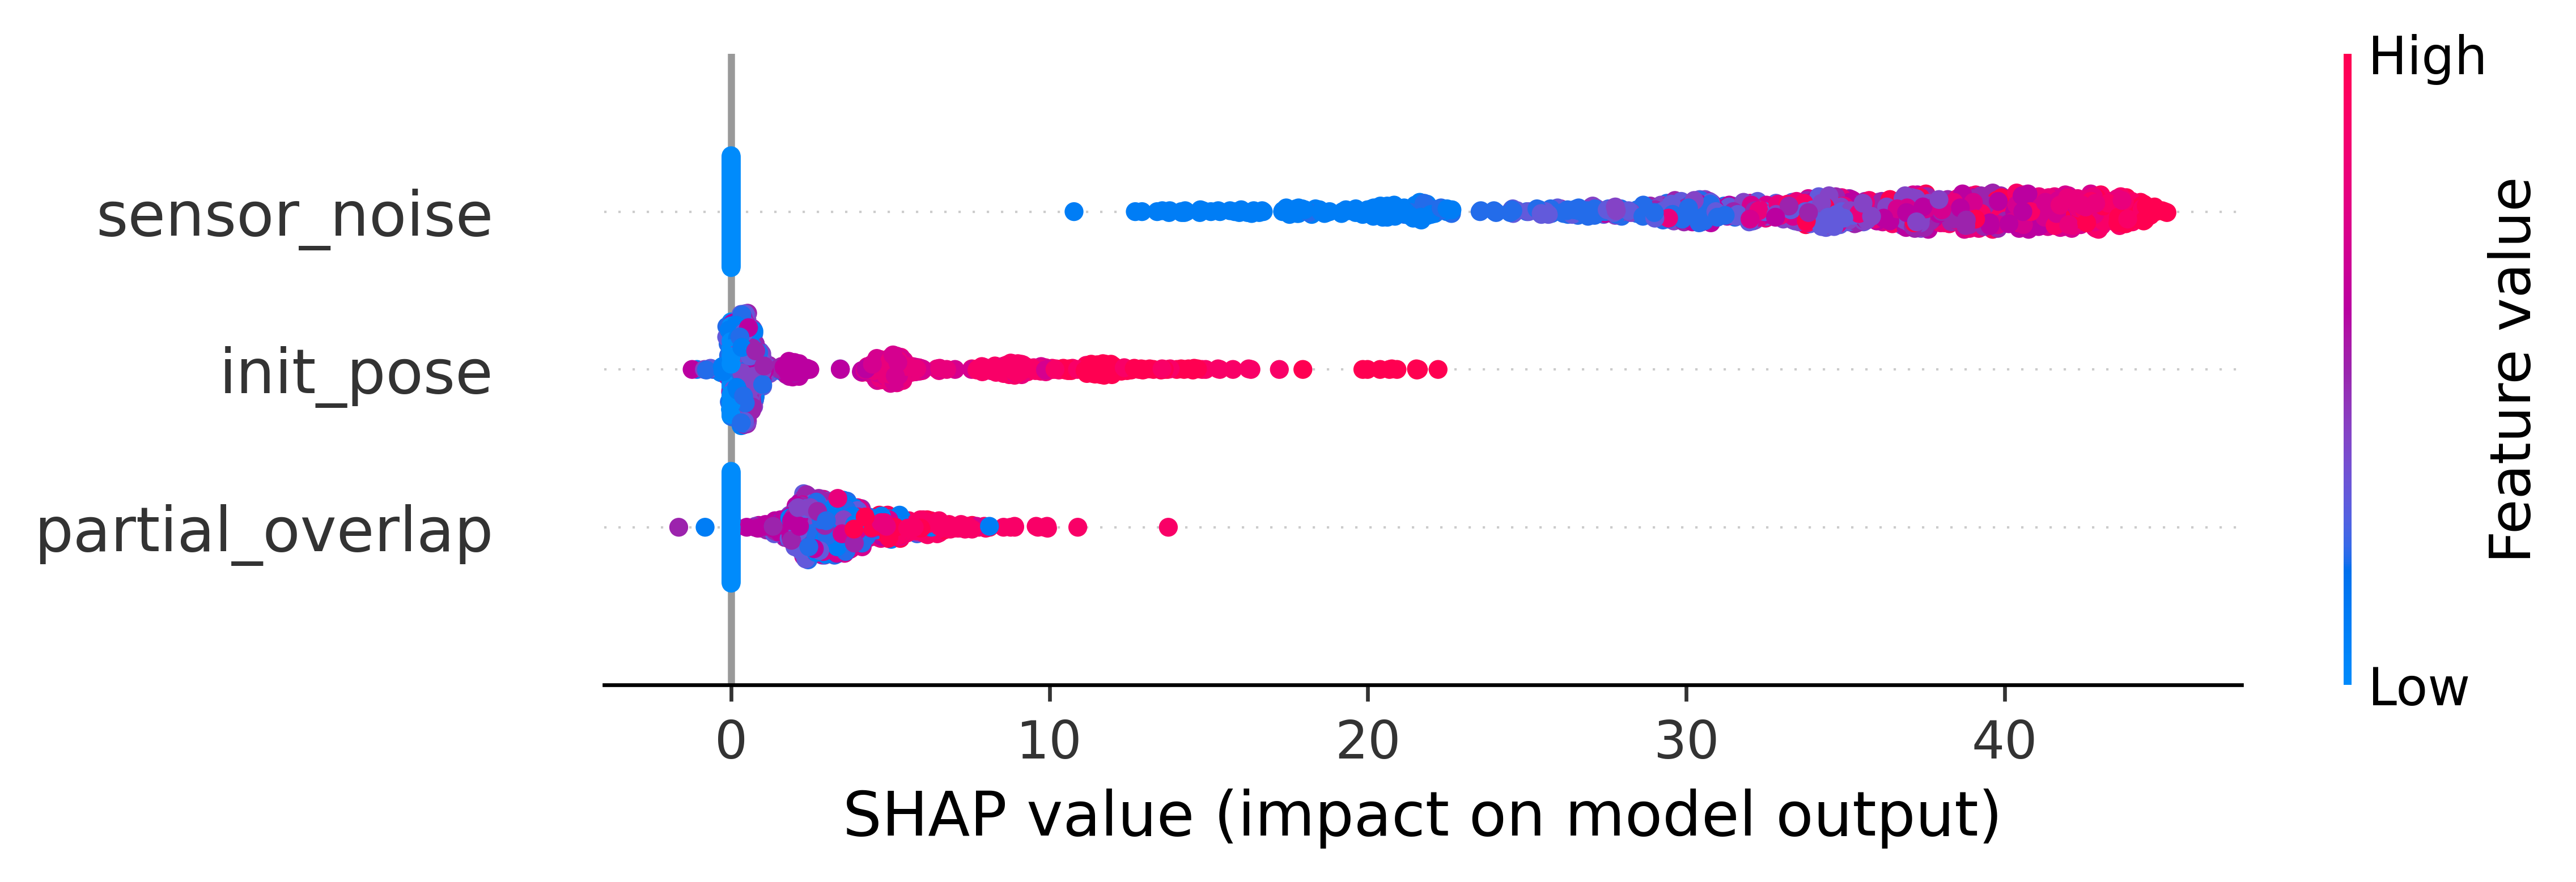 High
sensor_noise
init_pose
partial_overlap
Feature value
Low
0 10 20 30 40
SHAP value (impact on model output)